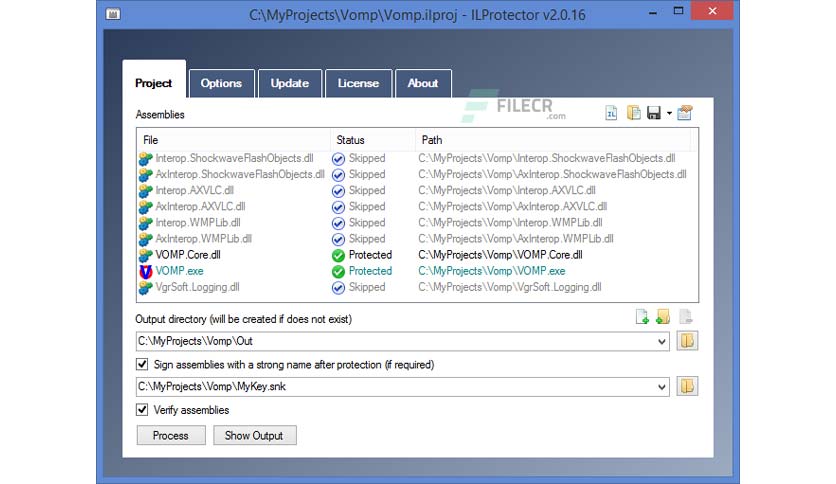 C:\MyProjects\Vomp\Vomp.ilproj - ILProtector v2.0.16
Project Options Update License About
FILECR
.com
Assemblies
IL
File Status Path
Interop.ShockwaveFlashObjects.dll Skipped C:\MyProjects\Vomp\Interop.ShockwaveFlashObjects.dll
AxInterop.ShockwaveFlashObjects.dll Skipped C:\MyProjects\Vomp\AxInterop.ShockwaveFlashObjects.dll
Interop.AXVLC.dll Skipped C:\MyProjects\Vomp\Interop.AXVLC.dll
AxInterop.AXVLC.dll Skipped C:\MyProjects\Vomp\AxInterop.AXVLC.dll
Interop.WMPLib.dll Skipped C:\MyProjects\Vomp\Interop.WMPLib.dll
AxInterop.WMPLib.dll Skipped C:\MyProjects\Vomp\AxInterop.WMPLib.dll
VOMP.Core.dll Protected C:\MyProjects\Vomp\VOMP.Core.dll
VOMP.exe Protected C:\MyProjects\Vomp\VOMP.exe
VgrSoft.Logging.dll Skipped C:\MyProjects\Vomp\VgrSoft.Logging.dll
Output directory (will be created if does not exist)
C:\MyProjects\Vomp\Out
Sign assemblies with a strong name after protection (if required)
C:\MyProjects\Vomp\MyKey.snk
Verify assemblies
Process Show Output